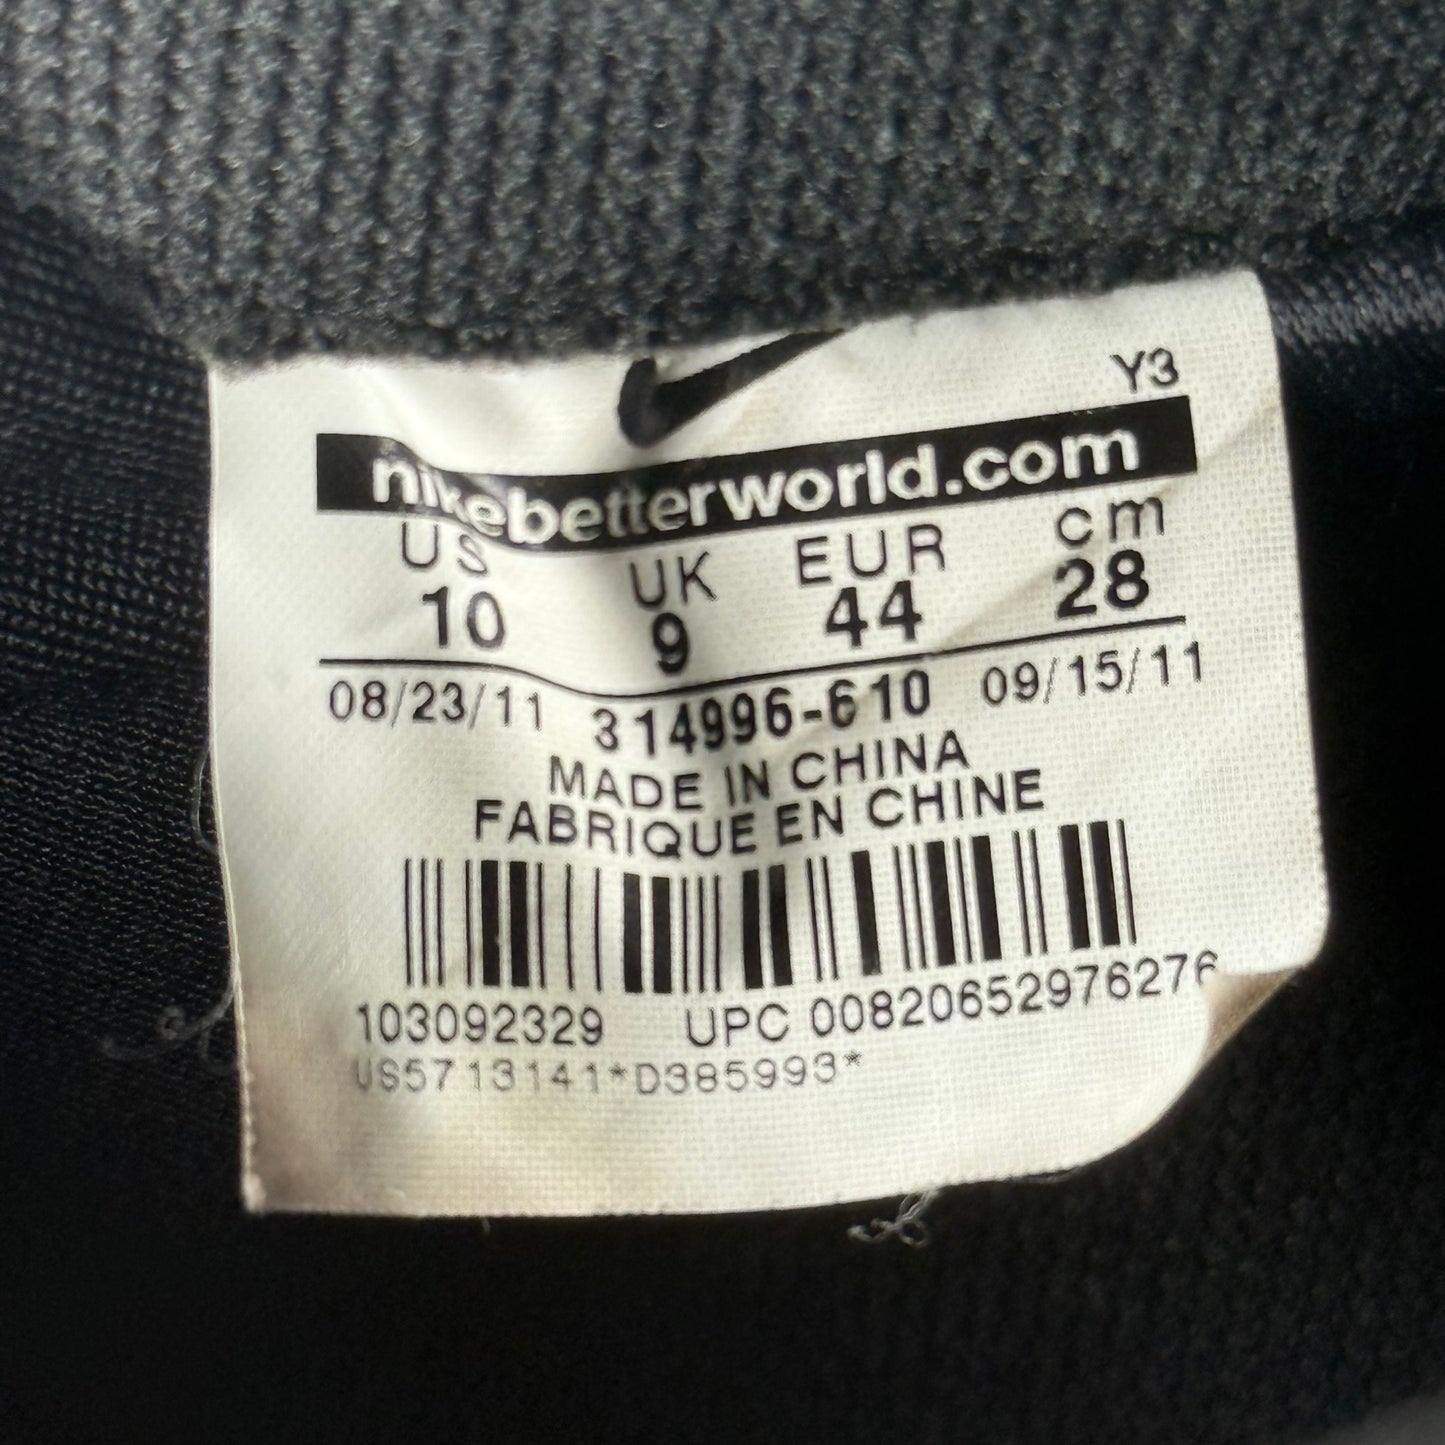 Y3
nikebetterworld.com
US UK EUR cm
10 9 44 28
08/23/11 314996-610 09/15/11
MADE IN CHINA
FABRIQUE EN CHINE
103092329 UPC 00820652976276
US5713141*D385993*